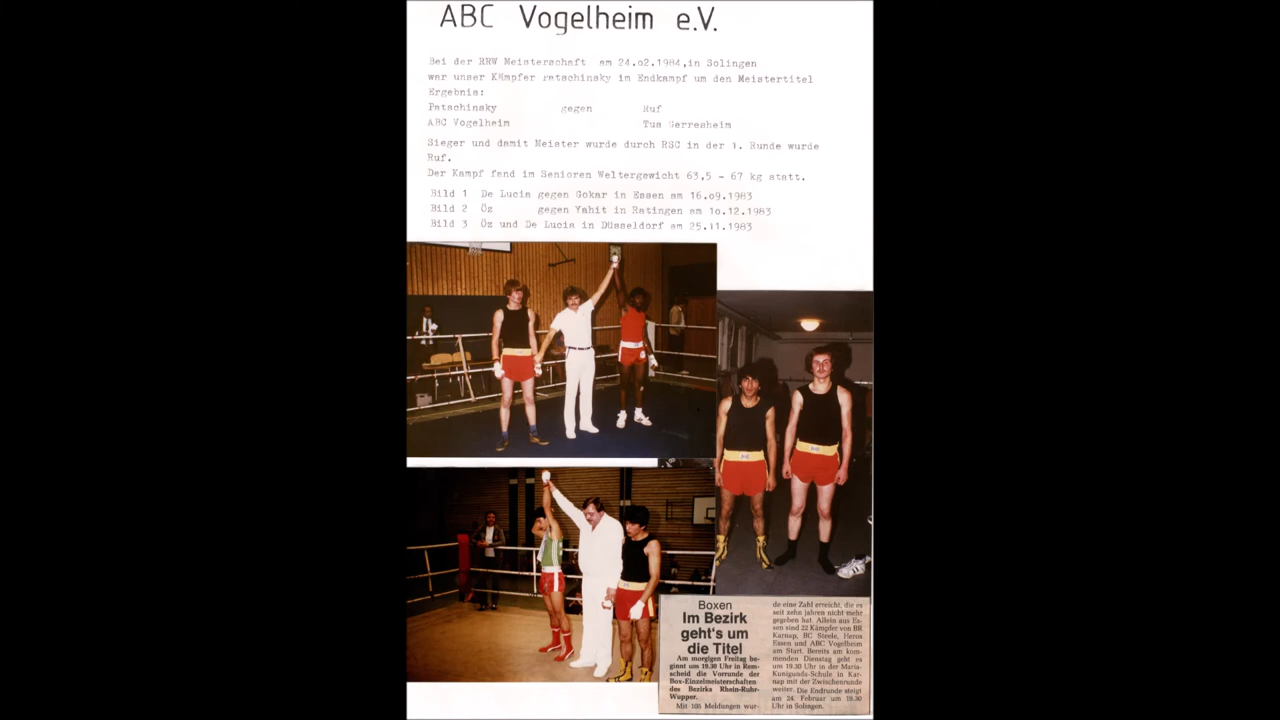 ABC Vogelheim e.V.
Bei der RRW Meisterschaft am 24.o2.1984,in Solingen
war unser Kämpfer Patschinsky im Endkampf um den Meistertitel
Ergebnis:
Patschinsky gegen Ruf
ABC Vogelheim Tus Gerresheim
Sieger und damit Meister wurde durch RSC in der 1. Runde wurde
Ruf.
Der Kampf fand im Senioren Weltergewicht 63,5 - 67 kg statt.
Bild 1 De Lucia gegen Gokar in Essen am 16.o9.1983
Bild 2 Öz gegen Yahit in Ratingen am 1o.12.1983
Bild 3 Öz und De Lucia in Düsseldorf am 25.11.1983
Boxen
Im Bezirk
geht's um
die Titel
Am morgigen Freitag be-
ginnt um 19.30 Uhr in Rem-
scheid die Vorrunde der
Box-Einzelmeisterschaften
des Bezirks Rhein-Ruhr-
Wupper.
Mit 105 Meldungen wur-
de eine Zahl erreicht, die es
seit zehn Jahren nicht mehr
gegeben hat. Allein aus Es-
sen sind 22 Kämpfer von BR
Karnap, BC Steele, Heros
Essen und ABC Vogelheim
am Start. Bereits am kom-
menden Dienstag geht es
um 19.30 Uhr in der Maria-
Kunigunda-Schule in Kar-
nap mit der Zwischenrunde
weiter. Die Endrunde steigt
am 24. Februar um 19.30
Uhr in Solingen.